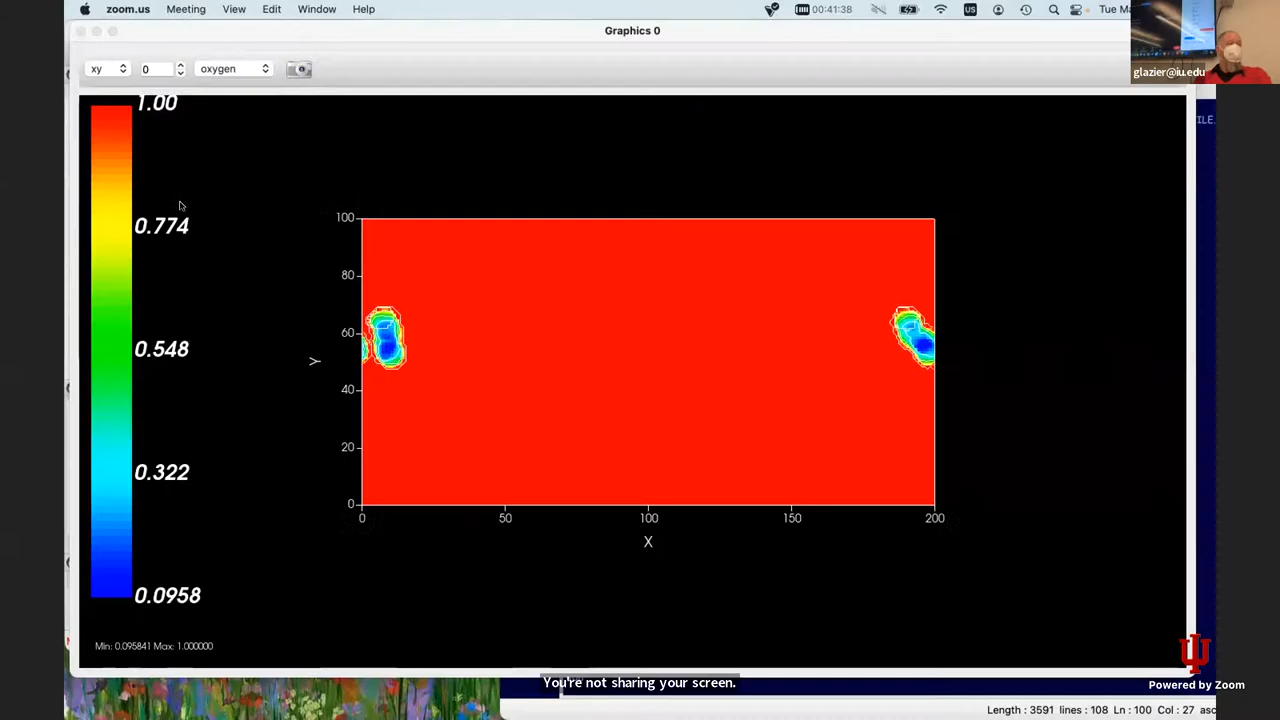 zoom.us Meeting View Edit Window Help 00:41:38 US Tue Ma
Graphics 0
xy 0 oxygen
glazier@iu.edu
ILE.
1.00
0.774
0.548
0.322
0.0958
100
80
60
40
20
0
Y
0 50 100 150 200
X
Min: 0.095841 Max: 1.000000
You're not sharing your screen.
Powered by Zoom
Length : 3591 lines : 108 Ln : 100 Col : 27 asc